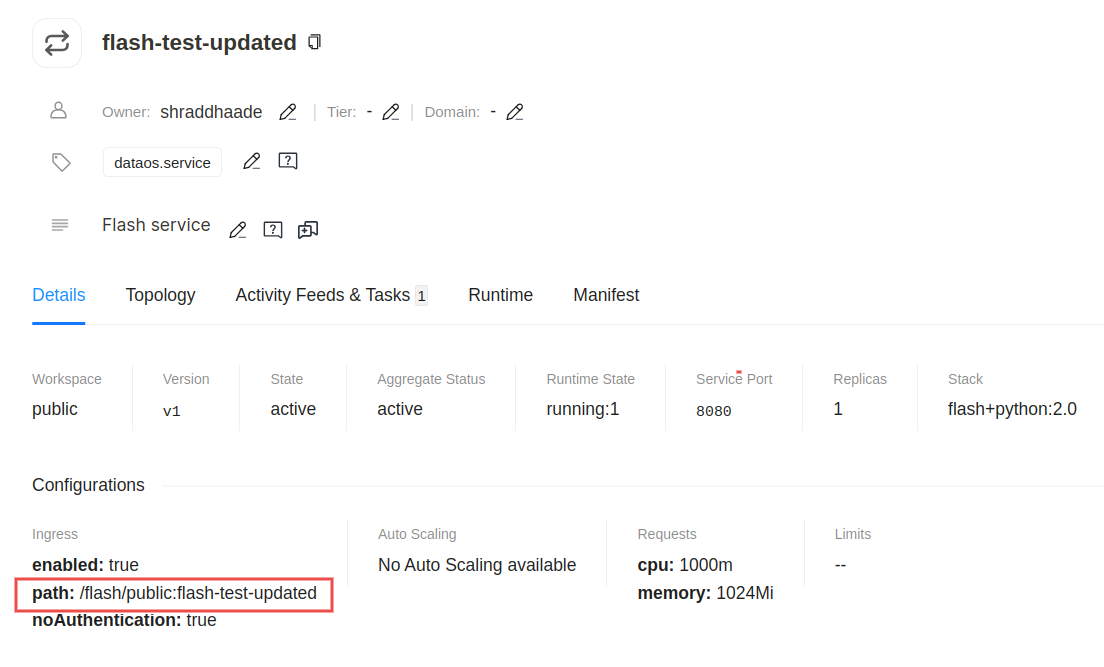 flash-test-updated
Owner: shraddhaade | Tier: - | Domain: -
dataos.service
Flash service
Details Topology Activity Feeds & Tasks 1 Runtime Manifest
Workspace Version State Aggregate Status Runtime State Service Port Replicas Stack
public v1 active active running:1 8080 1 flash+python:2.0
Configurations
Ingress Auto Scaling Requests Limits
enabled: true No Auto Scaling available cpu: 1000m --
path: /flash/public:flash-test-updated memory: 1024Mi
noAuthentication: true